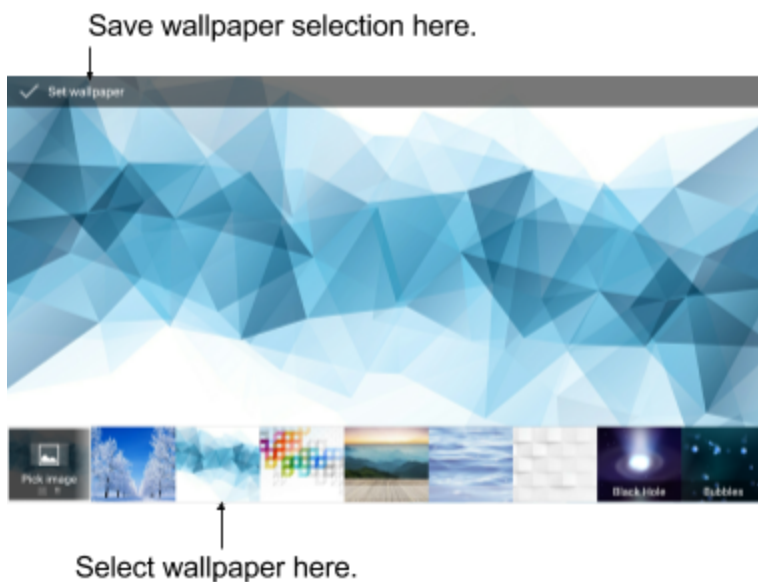 Save wallpaper selection here.
Set wallpaper
Pick image
Black Hole
Bubbles
Select wallpaper here.